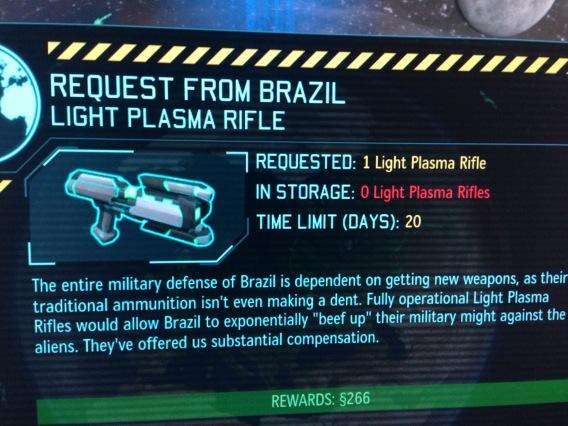 REQUEST FROM BRAZIL
LIGHT PLASMA RIFLE
REQUESTED: 1 Light Plasma Rifle
IN STORAGE: 0 Light Plasma Rifles
TIME LIMIT (DAYS): 20
The entire military defense of Brazil is dependent on getting new weapons, as their
traditional ammunition isn't even making a dent. Fully operational Light Plasma
Rifles would allow Brazil to exponentially "beef up" their military might against the
aliens. They've offered us substantial compensation.
REWARDS: §266